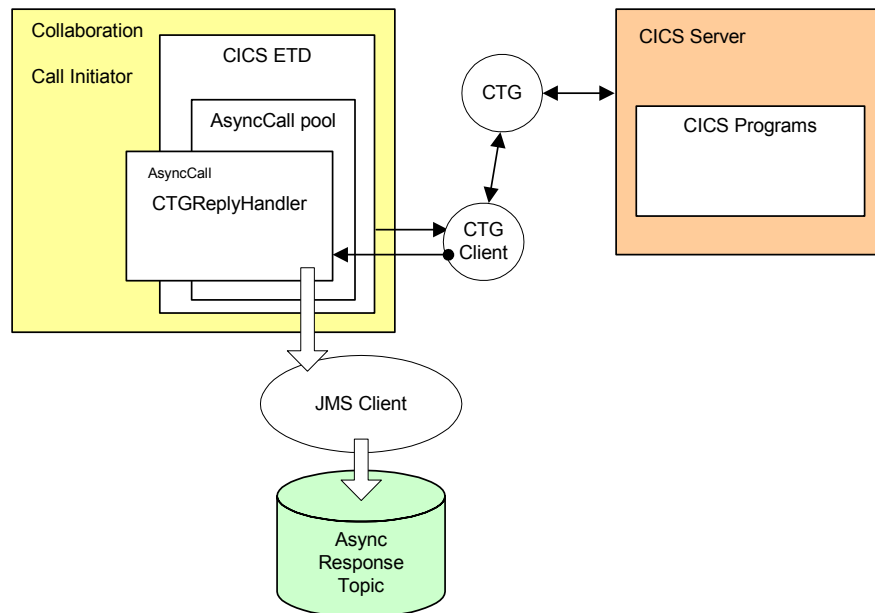 Collaboration
Call Initiator
CICS ETD
AsyncCall pool
AsyncCall
CTGReplyHandler
CTG
CTG
Client
CICS Server
CICS Programs
JMS Client
Async
Response
Topic